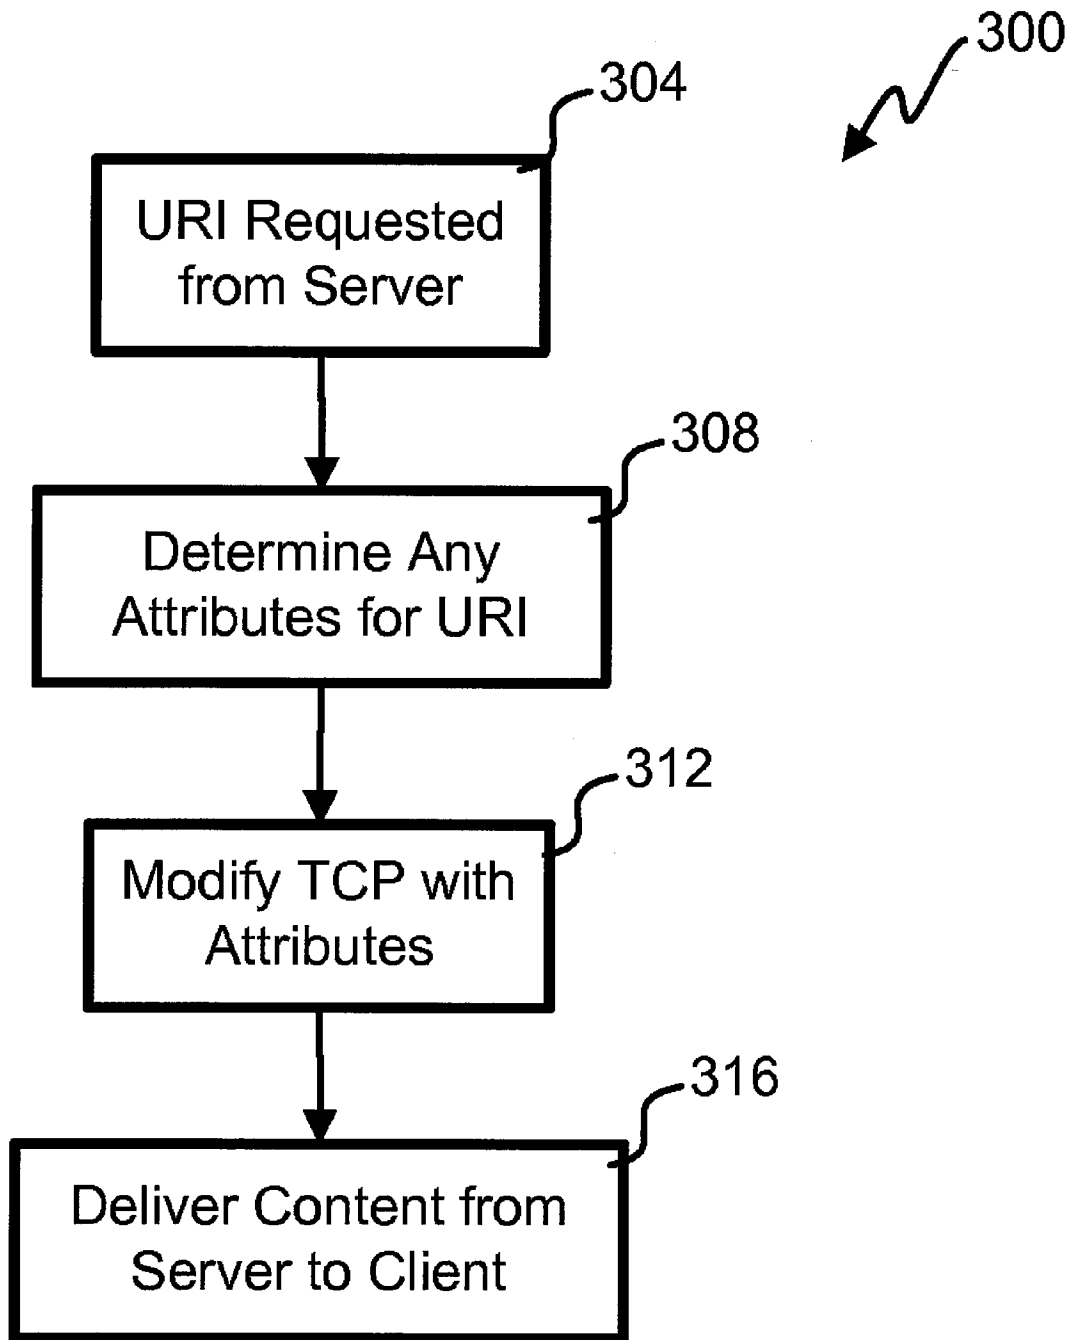 300
304
URI Requested
from Server
308
Determine Any
Attributes for URI
312
Modify TCP with
Attributes
316
Deliver Content from
Server to Client